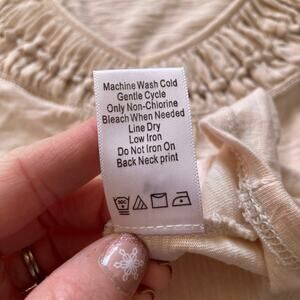 Machine Wash Cold
Gentle Cycle
Only Non-Chlorine
Bleach When Needed
Line Dry
Low Iron
Do Not Iron On
Back Neck print